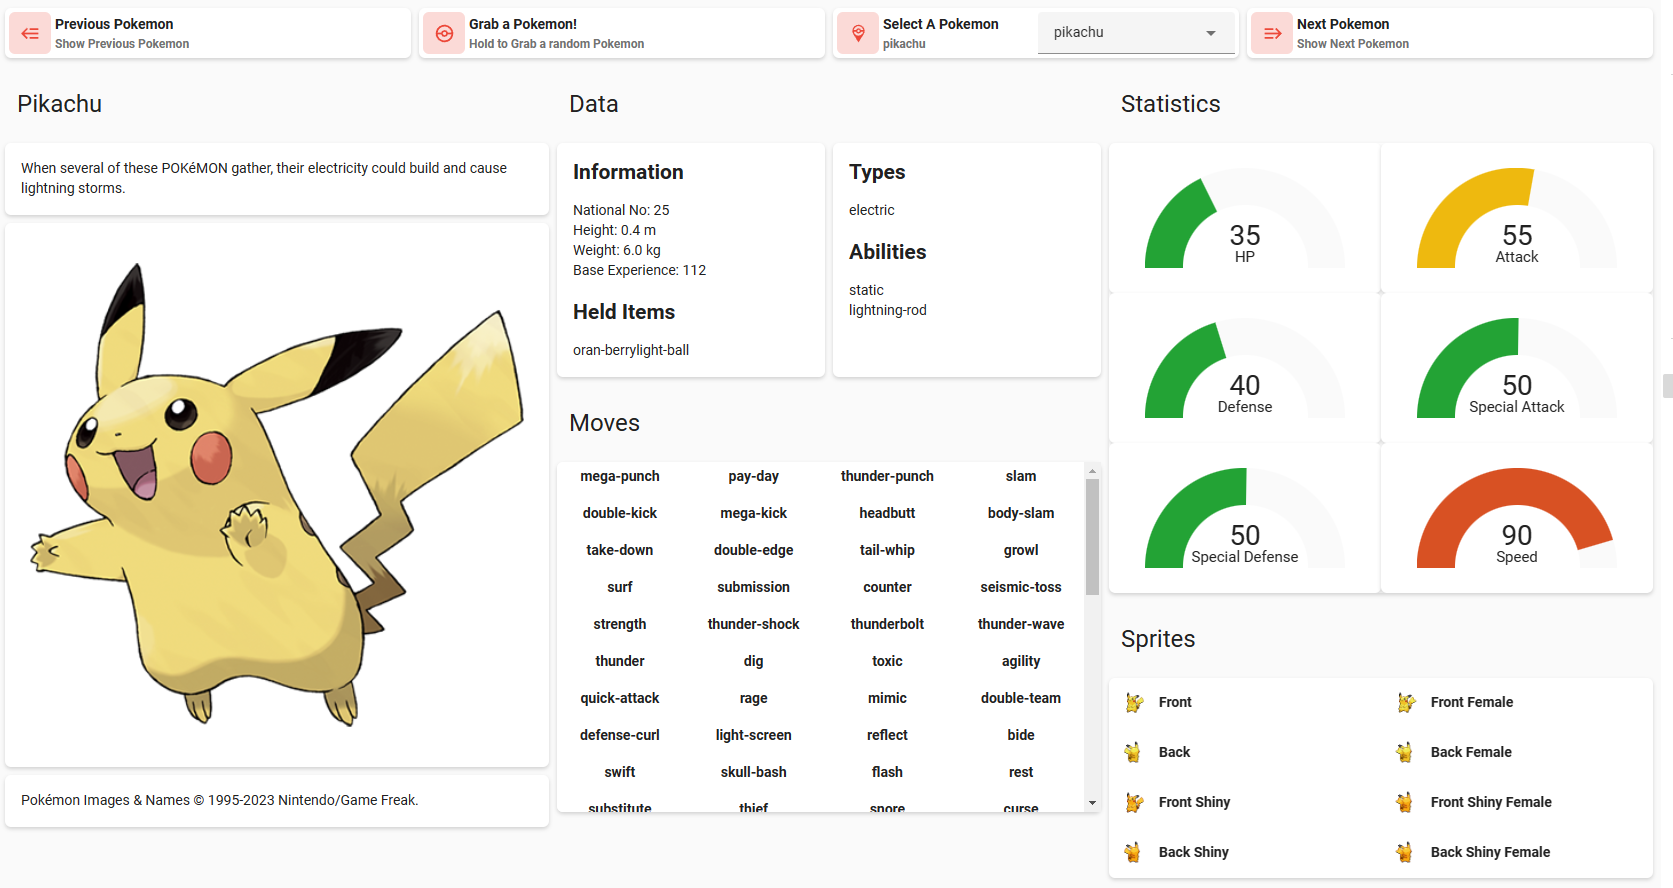 Previous Pokemon
Show Previous Pokemon
Grab a Pokemon!
Hold to Grab a random Pokemon
Select A Pokemon
pikachu
pikachu
Next Pokemon
Show Next Pokemon
Pikachu
When several of these POKéMON gather, their electricity could build and cause
lightning storms.
Pokémon Images & Names © 1995-2023 Nintendo/Game Freak.
Data
Information
National No: 25
Height: 0.4 m
Weight: 6.0 kg
Base Experience: 112
Held Items
oran-berrylight-ball
Types
electric
Abilities
static
lightning-rod
Moves
mega-punch pay-day thunder-punch slam
double-kick mega-kick headbutt body-slam
take-down double-edge tail-whip growl
surf submission counter seismic-toss
strength thunder-shock thunderbolt thunder-wave
thunder dig toxic agility
quick-attack rage mimic double-team
defense-curl light-screen reflect bide
swift skull-bash flash rest
substitute thief snore curse
Statistics
35
HP
55
Attack
40
Defense
50
Special Attack
50
Special Defense
90
Speed
Sprites
Front
Front Female
Back
Back Female
Front Shiny
Front Shiny Female
Back Shiny
Back Shiny Female